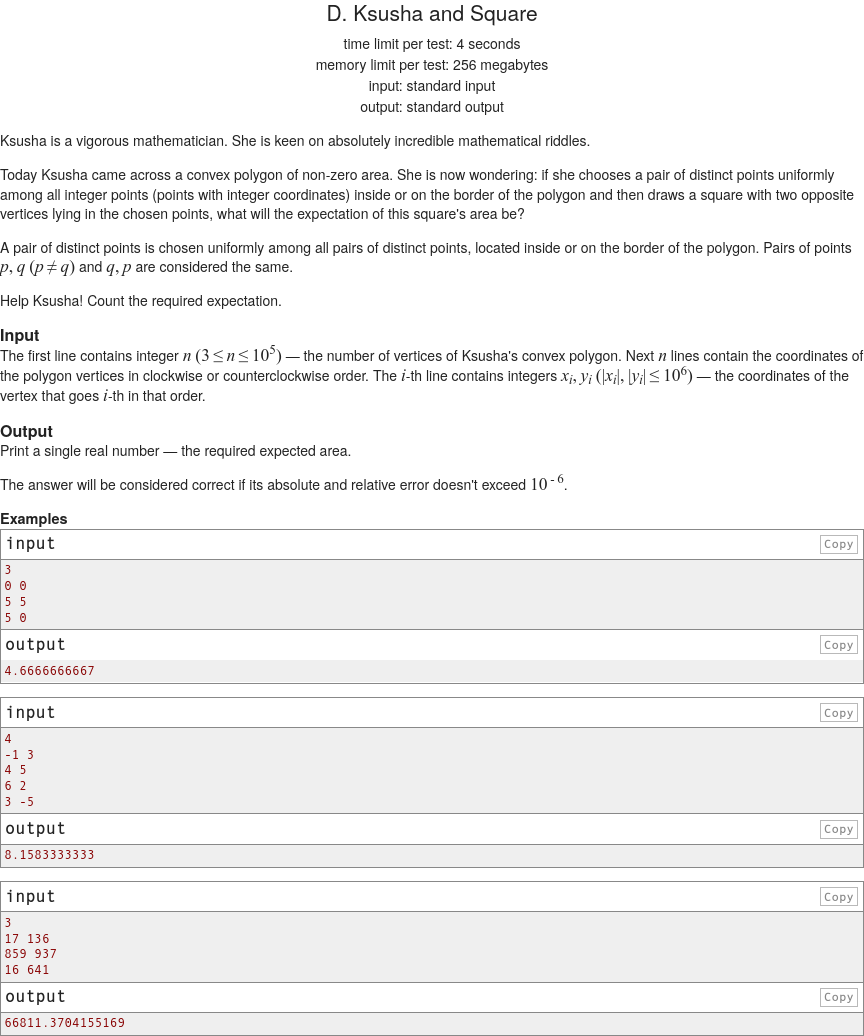 D. Ksusha and Square
time limit per test: 4 seconds
memory limit per test: 256 megabytes
input: standard input
output: standard output
Ksusha is a vigorous mathematician. She is keen on absolutely incredible mathematical riddles.
Today Ksusha came across a convex polygon of non-zero area. She is now wondering: if she chooses a pair of distinct points uniformly
among all integer points (points with integer coordinates) inside or on the border of the polygon and then draws a square with two opposite
vertices lying in the chosen points, what will the expectation of this square's area be?
A pair of distinct points is chosen uniformly among all pairs of distinct points, located inside or on the border of the polygon. Pairs of points
p, q (p ≠ q) and q, p are considered the same.
Help Ksusha! Count the required expectation.
Input
The first line contains integer n (3 ≤ n ≤ 10^5) — the number of vertices of Ksusha's convex polygon. Next n lines contain the coordinates of
the polygon vertices in clockwise or counterclockwise order. The i-th line contains integers x_i, y_i (|x_i|, |y_i| ≤ 10^6) — the coordinates of the
vertex that goes i-th in that order.
Output
Print a single real number — the required expected area.
The answer will be considered correct if its absolute and relative error doesn't exceed 10^-6.
Examples
input Copy
3
0 0
5 5
5 0
output Copy
4.6666666667
input Copy
4
-1 3
4 5
6 2
3 -5
output Copy
8.1583333333
input Copy
3
17 136
859 937
16 641
output Copy
66811.3704155169